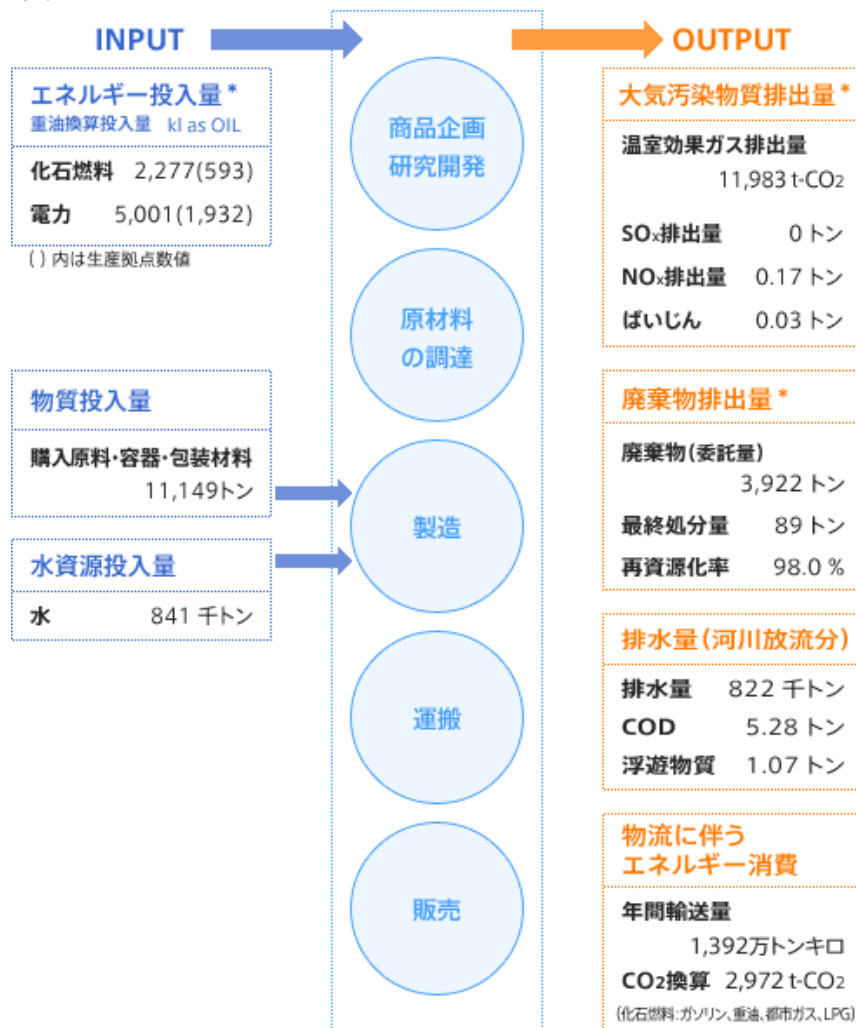 INPUT
エネルギー投入量*
重油換算投入量 kl as OIL
化石燃料 2,277(593)
電力 5,001(1,932)
( ) 内は生産拠点数値
物質投入量
購入原料・容器・包装材料
11,149トン
水資源投入量
水 841 千トン
商品企画
研究開発
原材料
の調達
製造
運搬
販売
OUTPUT
大気汚染物質排出量*
温室効果ガス排出量
11,983 t-CO2
SOx排出量 0 トン
NOx排出量 0.17 トン
ばいじん 0.03 トン
廃棄物排出量*
廃棄物(委託量)
3,922 トン
最終処分量 89 トン
再資源化率 98.0 %
排水量(河川放流分)
排水量 822 千トン
COD 5.28 トン
浮遊物質 1.07 トン
物流に伴う
エネルギー消費
年間輸送量
1,392万トンキロ
CO2換算 2,972 t-CO2
(化石燃料:ガソリン、重油、都市ガス、LPG)